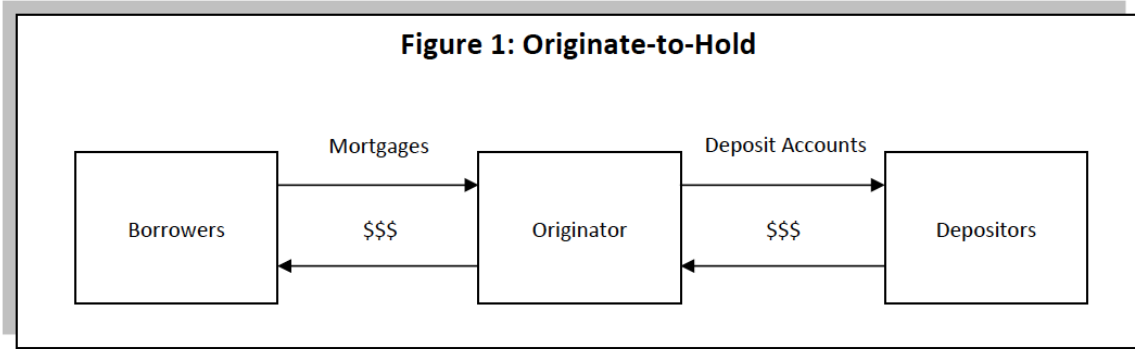 Figure 1: Originate-to-Hold
Mortgages
Deposit Accounts
Borrowers
$$$
Originator
$$$
Depositors